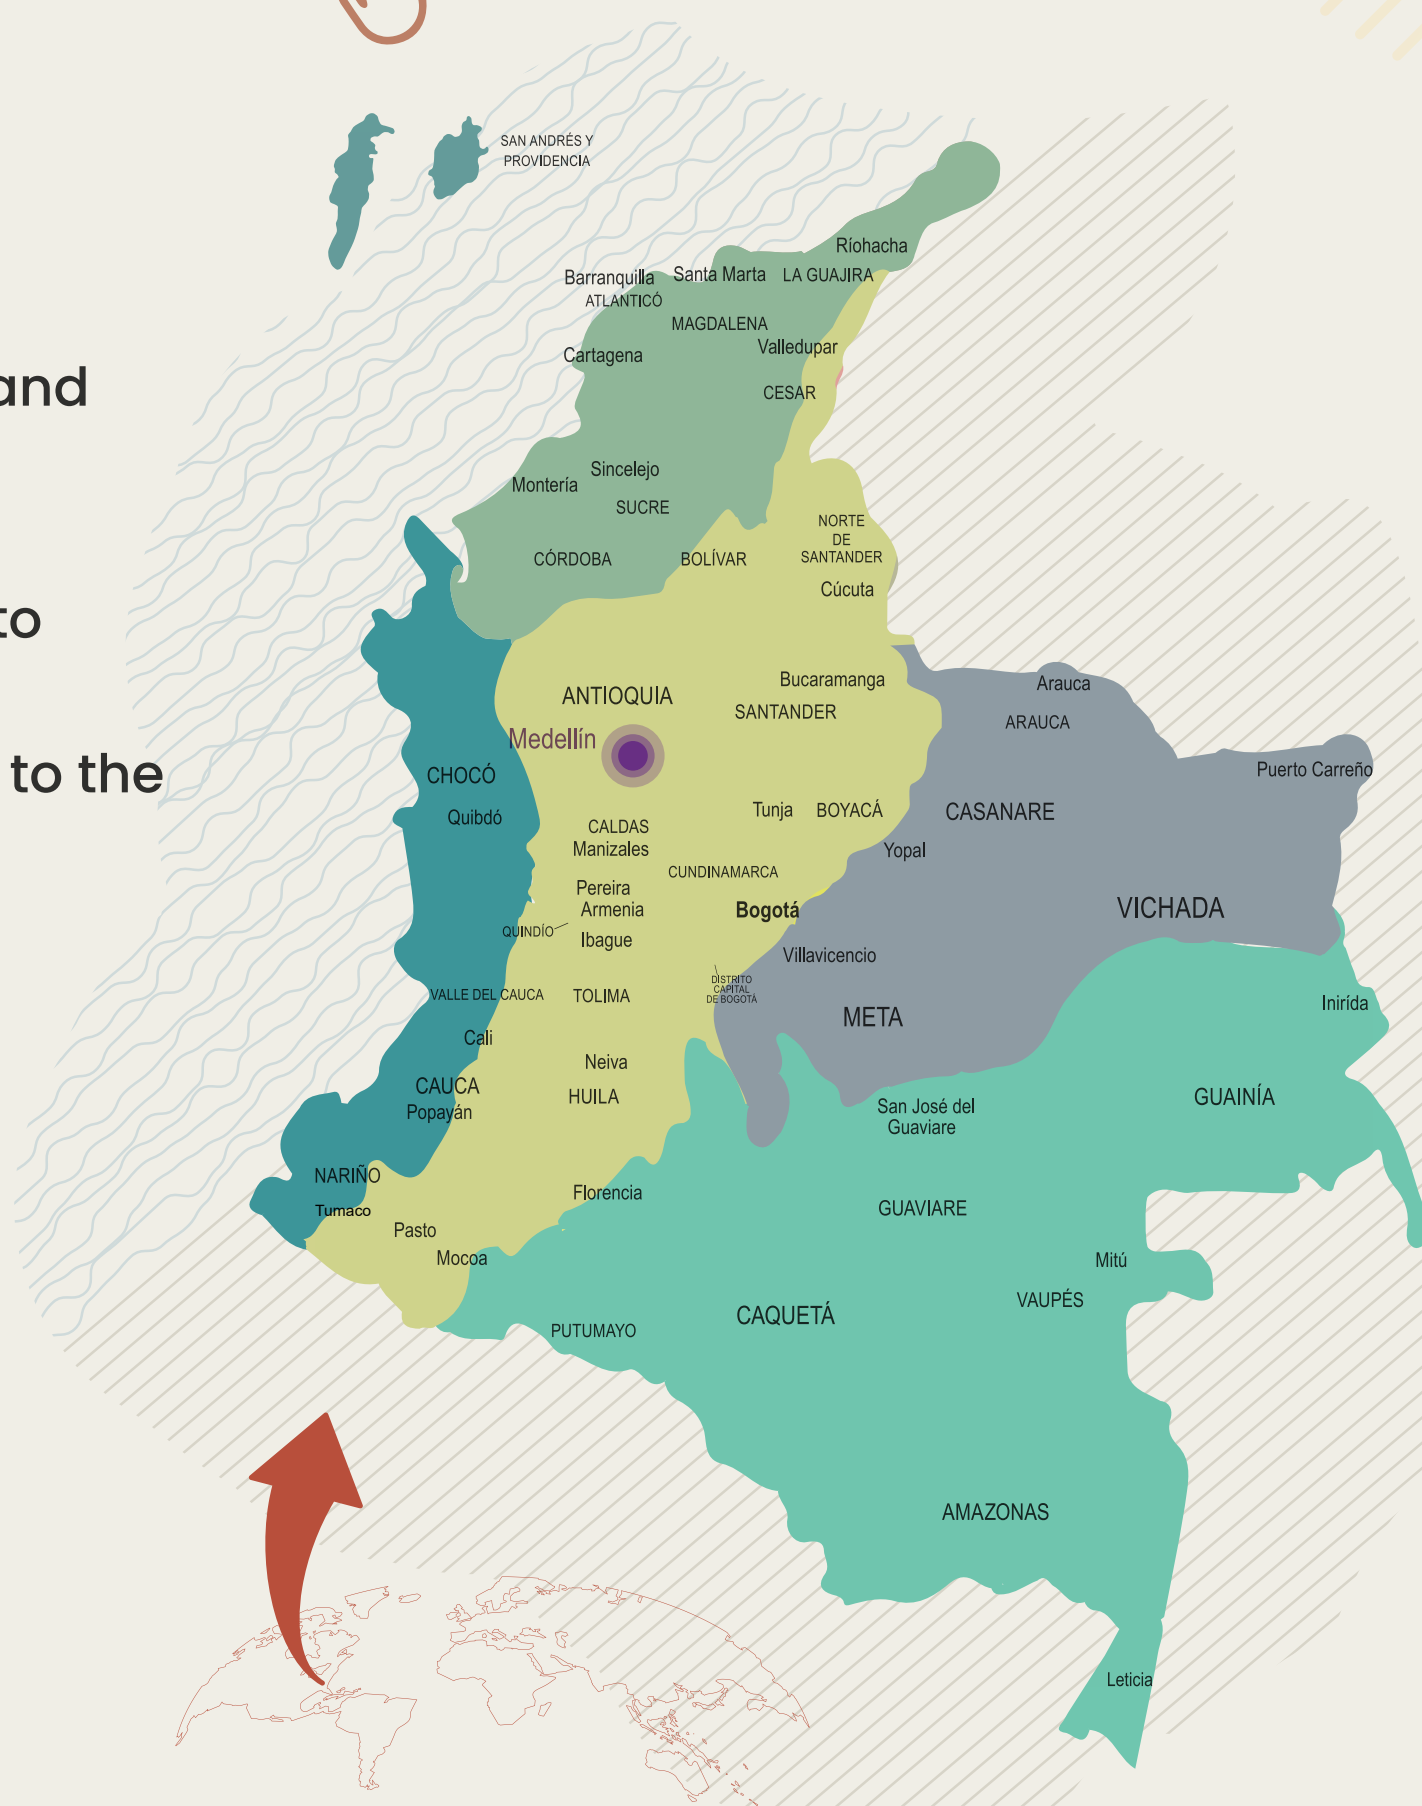 SAN ANDRÉS Y
PROVIDENCIA
Ríohacha
Barranquilla
Santa Marta
LA GUAJIRA
ATLANTICÓ
MAGDALENA
Valledupar
Cartagena
and
CESAR
Sincelejo
Montería
SUCRE
NORTE
DE
SANTANDER
CÓRDOBA
BOLÍVAR
Cúcuta
to
Bucaramanga
Arauca
ANTIOQUIA
SANTANDER
ARAUCA
Medellín
to the
CHOCÓ
Puerto Carreño
Quibdó
Tunja
BOYACÁ
CASANARE
CALDAS
Manizales
Yopal
CUNDINAMARCA
Pereira
Armenia
Bogotá
VICHADA
QUINDÍO
Ibague
Villavicencio
DISTRITO
CAPITAL
DE BOGOTÁ
VALLE DEL CAUCA
TOLIMA
Inirída
META
Cali
Neiva
CAUCA
HUILA
GUAINÍA
Popayán
San José del
Guaviare
NARIÑO
Florencia
Tumaco
GUAVIARE
Pasto
Mocoa
Mitú
VAUPÉS
CAQUETÁ
PUTUMAYO
AMAZONAS
Leticia